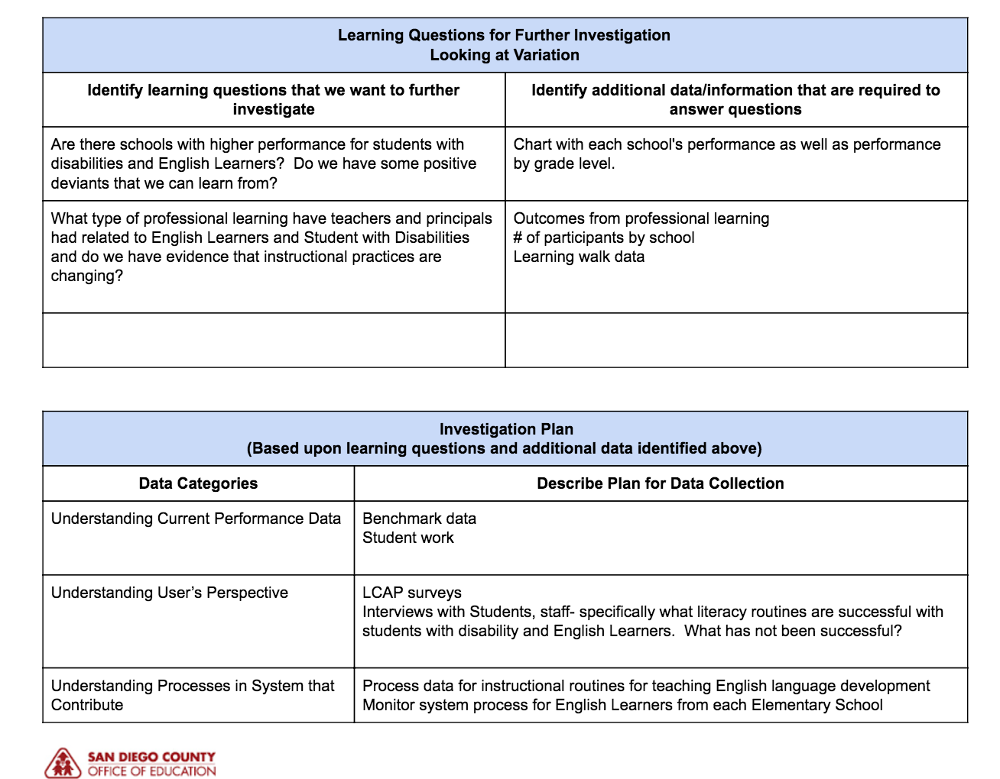 Learning Questions for Further Investigation
Looking at Variation
Identify learning questions that we want to further
investigate
Identify additional data/information that are required to
answer questions
Are there schools with higher performance for students with
disabilities and English Learners?  Do we have some positive
deviants that we can learn from?
Chart with each school's performance as well as performance
by grade level.
What type of professional learning have teachers and principals
had related to English Learners and Student with Disabilities
and do we have evidence that instructional practices are
changing?
Outcomes from professional learning
# of participants by school
Learning walk data
Investigation Plan
(Based upon learning questions and additional data identified above)
Data Categories
Describe Plan for Data Collection
Understanding Current Performance Data
Benchmark data
Student work
Understanding User’s Perspective
LCAP surveys
Interviews with Students, staff- specifically what literacy routines are successful with
students with disability and English Learners.  What has not been successful?
Understanding Processes in System that
Contribute
Process data for instructional routines for teaching English language development
Monitor system process for English Learners from each Elementary School
SAN DIEGO COUNTY
OFFICE OF EDUCATION